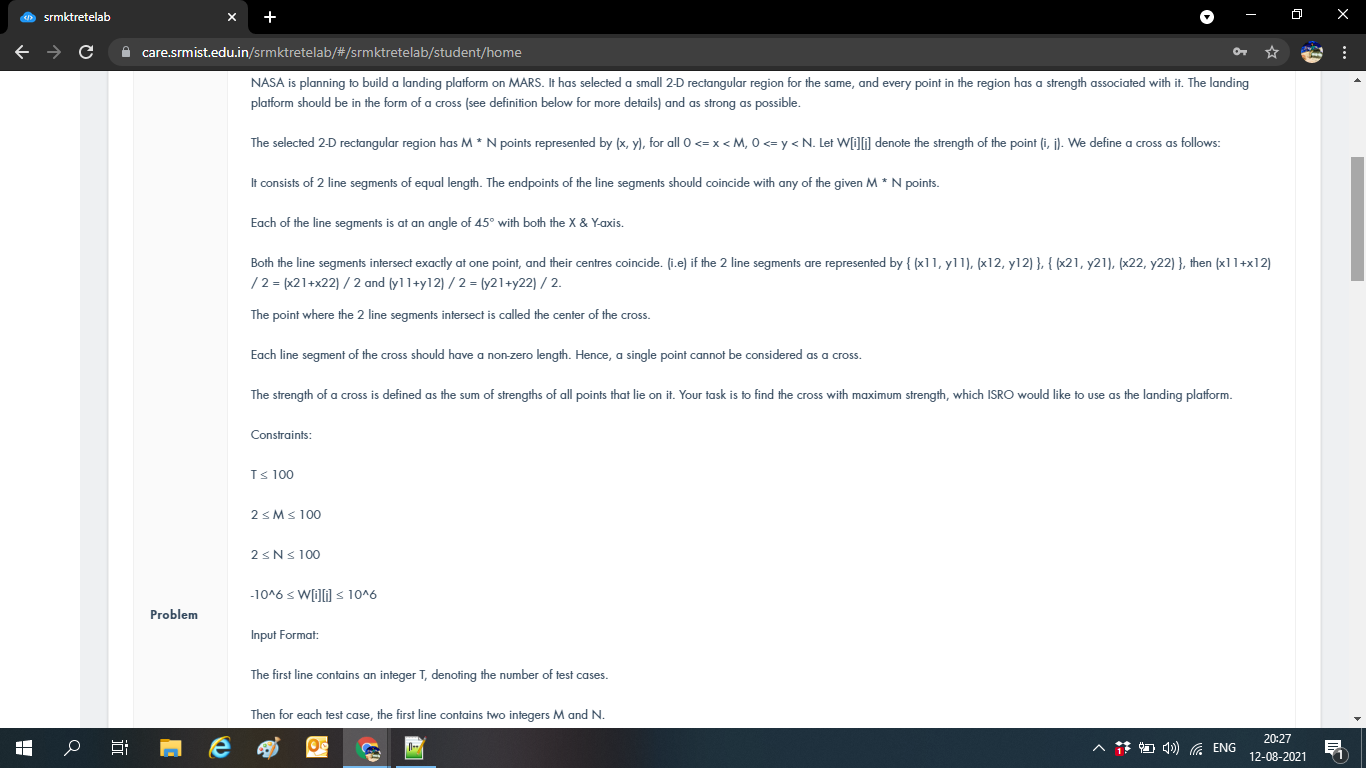 srmktretelab
care.srmist.edu.in/srmktretelab/#/srmktretelab/student/home
NASA is planning to build a landing platform on MARS. It has selected a small 2-D rectangular region for the same, and every point in the region has a strength associated with it. The landing
platform should be in the form of a cross (see definition below for more details) and as strong as possible.
The selected 2-D rectangular region has M * N points represented by (x, y), for all 0 <= x < M, 0 <= y < N. Let W[i][j] denote the strength of the point (i, j). We define a cross as follows:
It consists of 2 line segments of equal length. The endpoints of the line segments should coincide with any of the given M * N points.
Each of the line segments is at an angle of 45° with both the X & Y-axis.
Both the line segments intersect exactly at one point, and their centres coincide. (i.e) if the 2 line segments are represented by { (x11, y11), (x12, y12) }, { (x21, y21), (x22, y22) }, then (x11+x12)
/ 2 = (x21+x22) / 2 and (y11+y12) / 2 = (y21+y22) / 2.
The point where the 2 line segments intersect is called the center of the cross.
Each line segment of the cross should have a non-zero length. Hence, a single point cannot be considered as a cross.
The strength of a cross is defined as the sum of strengths of all points that lie on it. Your task is to find the cross with maximum strength, which ISRO would like to use as the landing platform.
Constraints:
T ≤ 100
2 ≤ M ≤ 100
2 ≤ N ≤ 100
-10^6 ≤ W[i][j] ≤ 10^6
Problem
Input Format:
The first line contains an integer T, denoting the number of test cases.
Then for each test case, the first line contains two integers M and N.
ENG
20:27
12-08-2021
1